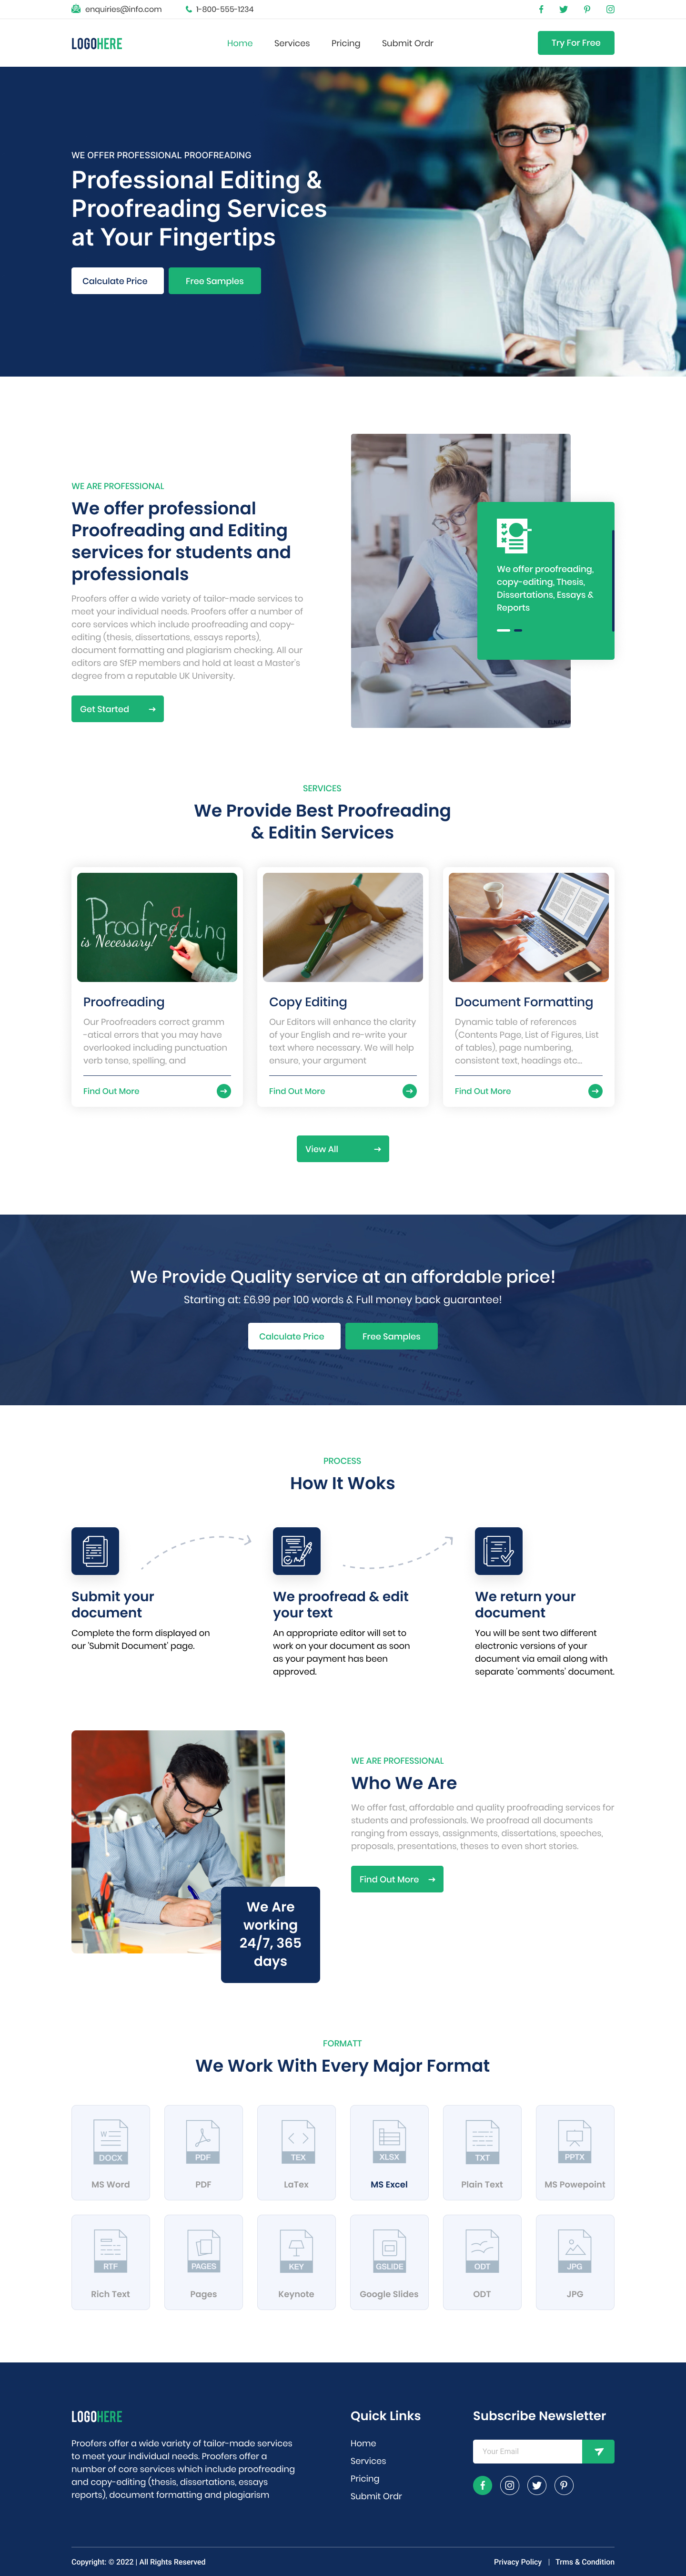 enquiries@info.com
1-800-555-1234
LOGOHERE
Home
Services
Pricing
Submit Ordr
Try For Free
WE OFFER PROFESSIONAL PROOFREADING
Professional Editing &
Proofreading Services
at Your Fingertips
Calculate Price
Free Samples
WE ARE PROFESSIONAL
We offer professional
Proofreading and Editing
services for students and
professionals
Proofers offer a wide variety of tailor-made services to
meet your individual needs. Proofers offer a number of
core services which include proofreading and copy-
editing (thesis, dissertations, essays reports),
document formatting and plagiarism checking. All our
editors are SfEP members and hold at least a Master's
degree from a reputable UK University.
Get Started
We offer proofreading,
copy-editing, Thesis,
Dissertations, Essays &
Reports
SERVICES
We Provide Best Proofreading
& Editin Services
Proofreading
a
is Necessary!
Proofreading
Our Proofreaders correct gramm
-atical errors that you may have
overlooked including punctuation
verb tense, spelling, and
Find Out More
Copy Editing
Our Editors will enhance the clarity
of your English and re-write your
text where necessary. We will help
ensure, your argument
Find Out More
Document Formatting
Dynamic table of references
(Contents Page, List of Figures, List
of tables), page numbering,
consistent text, headings etc...
Find Out More
View All
We Provide Quality service at an affordable price!
Starting at: £6.99 per 100 words & Full money back guarantee!
Calculate Price
Free Samples
PROCESS
How It Woks
Submit your
document
Complete the form displayed on
our 'Submit Document' page.
We proofread & edit
your text
An appropriate editor will set to
work on your document as soon
as your payment has been
approved.
We return your
document
You will be sent two different
electronic versions of your
document via email along with
separate 'comments' document.
We Are
working
24/7, 365
days
WE ARE PROFESSIONAL
Who We Are
We offer fast, affordable and quality proofreading services for
students and professionals. We proofread all documents
ranging from essays, assignments, dissertations, speeches,
proposals, presentations, theses to even short stories.
Find Out More
FORMATT
We Work With Every Major Format
W
DOCX
MS Word
PDF
PDF
TEX
LaTex
XLSX
MS Excel
TXT
Plain Text
PPTX
MS Powepoint
RTF
Rich Text
PAGES
Pages
KEY
Keynote
GSLIDE
Google Slides
ODT
ODT
JPG
JPG
LOGOHERE
Proofers offer a wide variety of tailor-made services
to meet your individual needs. Proofers offer a
number of core services which include proofreading
and copy-editing (thesis, dissertations, essays
reports), document formatting and plagiarism
Quick Links
Home
Services
Pricing
Submit Ordr
Subscribe Newsletter
Your Email
Copyright: © 2022 | All Rights Reserved
Privacy Policy | Trms & Condition